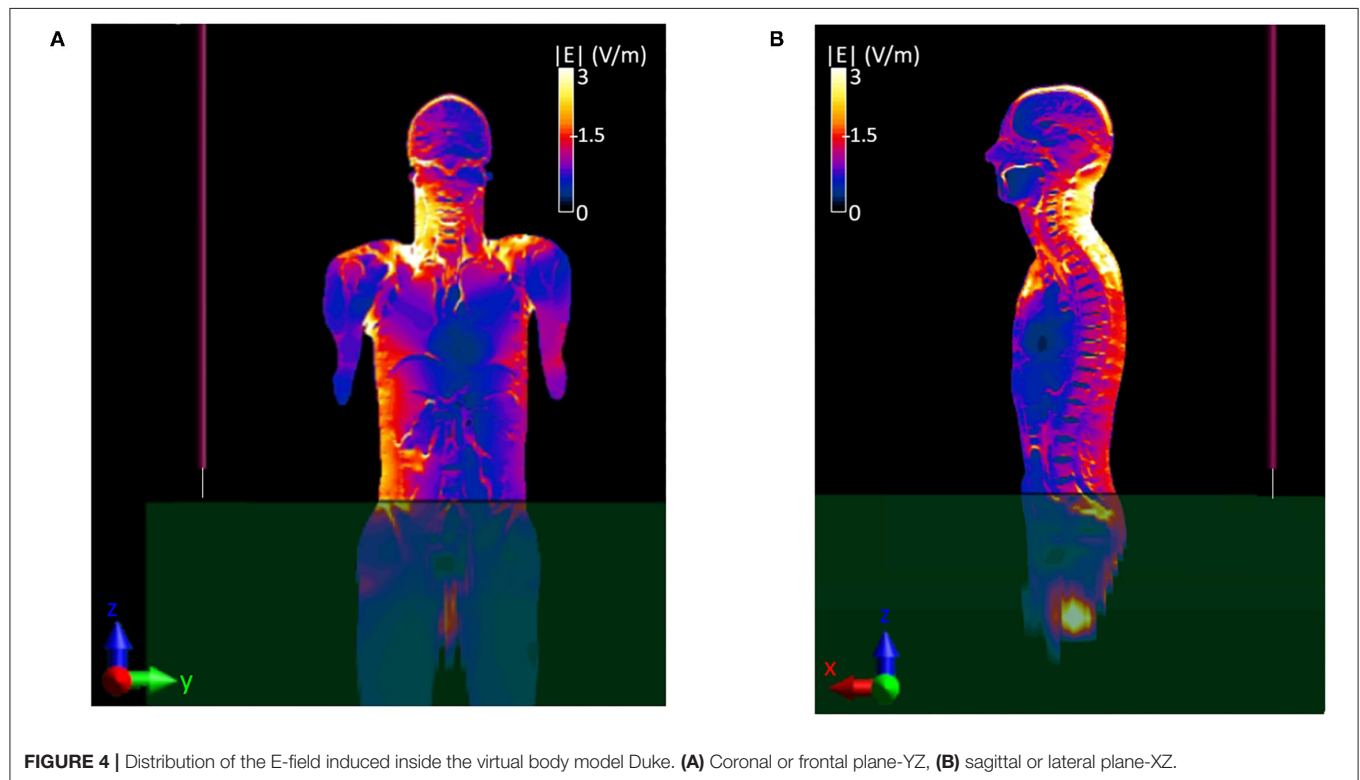 A
|E| (V/m)
3
1.5
0
z
y
B
|E| (V/m)
3
1.5
0
z
x
FIGURE 4 | Distribution of the E-field induced inside the virtual body model Duke. (A) Coronal or frontal plane-YZ, (B) sagittal or lateral plane-XZ.